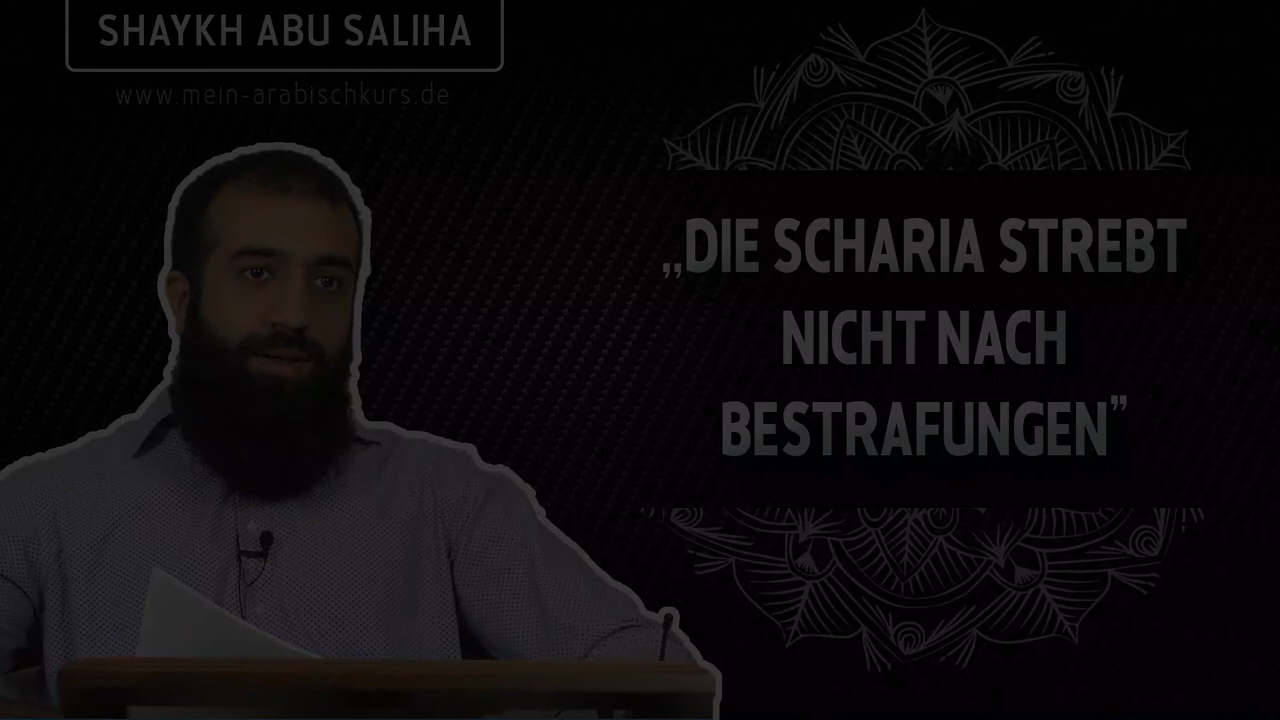 SHAYKH ABU SALIHA
www.mein-arabischkurs.de
„DIE SCHARIA STREBT
NICHT NACH
BESTRAFUNGEN”